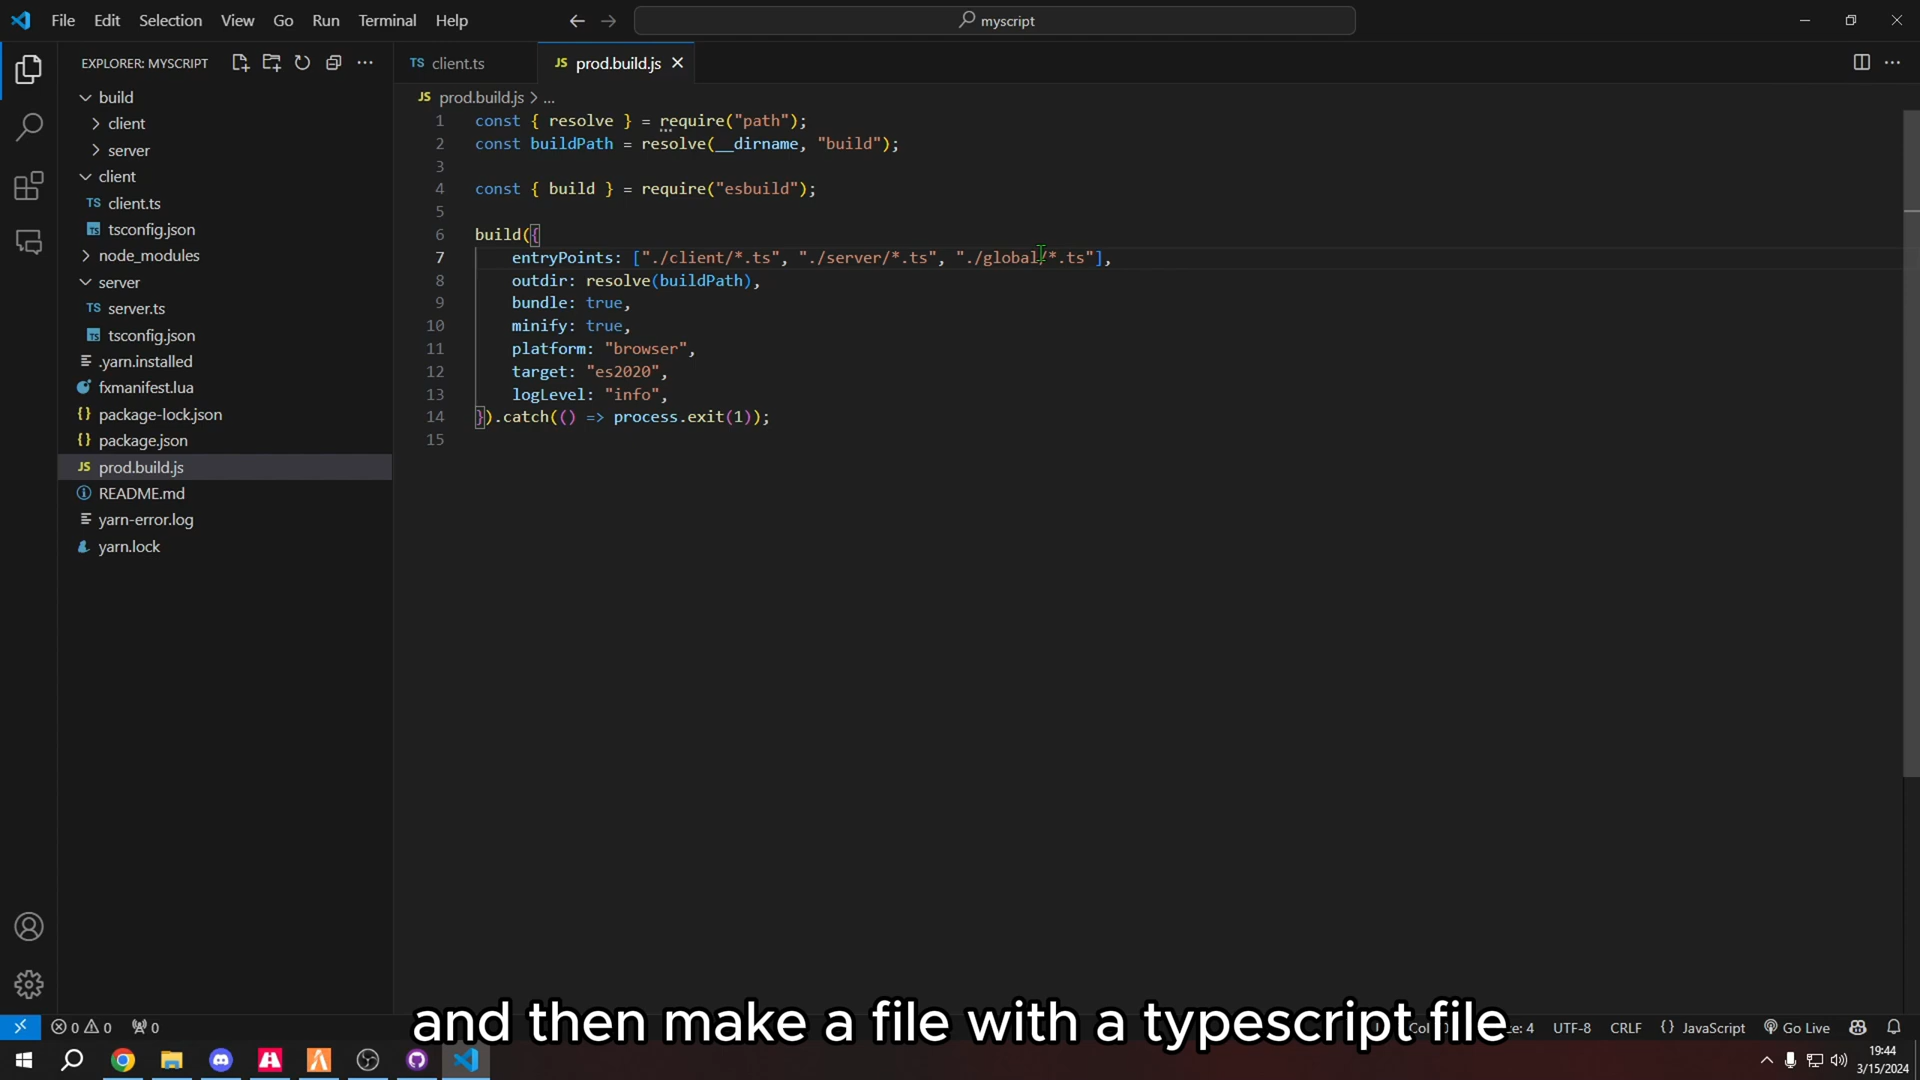 File Edit Selection View Go Run Terminal Help
myscript
EXPLORER: MYSCRIPT
build
client
server
client
TS client.ts
TS tsconfig.json
node_modules
server
TS server.ts
TS tsconfig.json
.yarn.installed
fxmanifest.lua
{} package-lock.json
{} package.json
JS prod.build.js
README.md
yarn-error.log
yarn.lock
TS client.ts
JS prod.build.js
JS prod.build.js > ...
1 const { resolve } = require("path");
2 const buildPath = resolve(__dirname, "build");
3
4 const { build } = require("esbuild");
5
6 build({
7 entryPoints: ["./client/*.ts", "./server/*.ts", "./global/*.ts"],
8 outdir: resolve(buildPath),
9 bundle: true,
10 minify: true,
11 platform: "browser",
12 target: "es2020",
13 logLevel: "info",
14 }).catch(() => process.exit(1));
15
and then make a file with a typescript file
0 0 0
: 4 UTF-8 CRLF {} JavaScript Go Live
19:44
3/15/2024